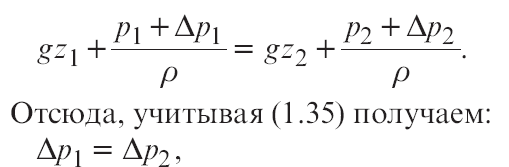 gz₁ + (p₁ + Δp₁)/ρ = gz₂ + (p₂ + Δp₂)/ρ.
Отсюда, учитывая (1.35) получаем:
Δp₁ = Δp₂,